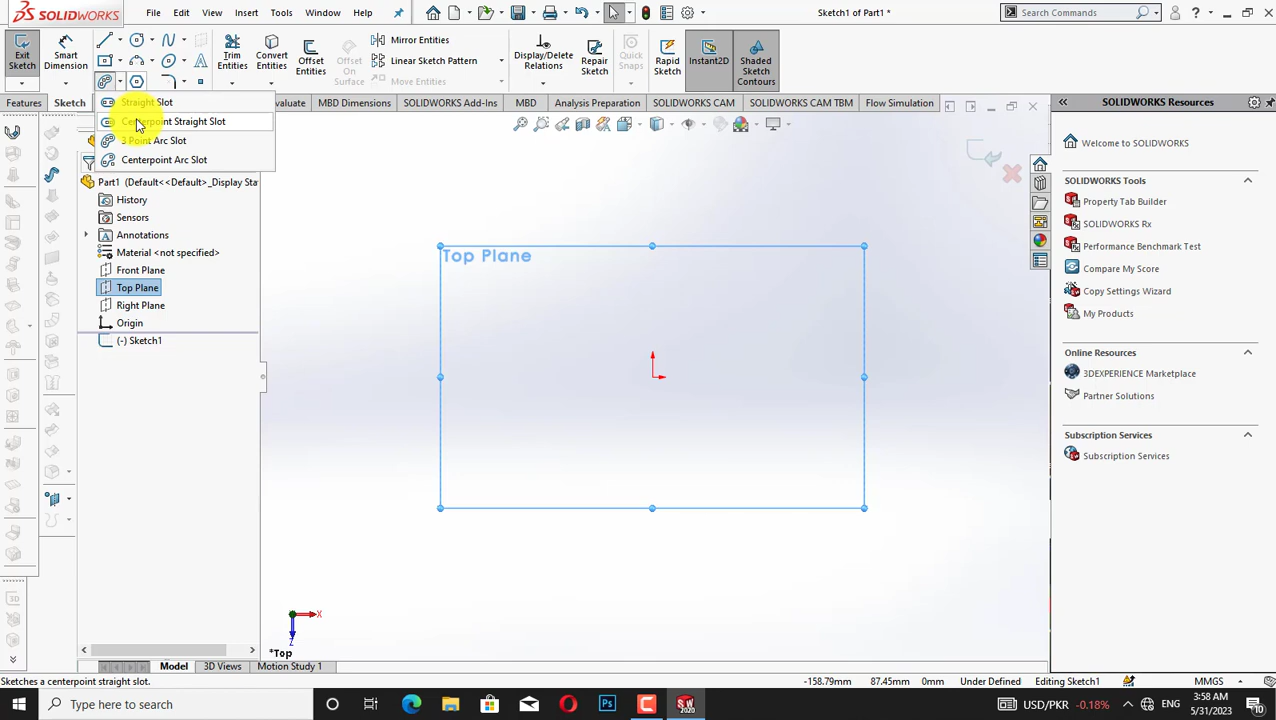 SOLIDWORKS
File
Edit
View
Insert
Tools
Window
Help
Sketch1 of Part1 *
Search Commands
?
Exit Sketch
Smart Dimension
Trim Entities
Convert Entities
Offset Entities
Offset On Surface
Mirror Entities
Linear Sketch Pattern
Move Entities
Display/Delete Relations
Repair Sketch
Quick Snaps
Rapid Sketch
Instant2D
Shaded Sketch Contours
Features
Sketch
MBD Dimensions
SOLIDWORKS Add-Ins
MBD
Analysis Preparation
SOLIDWORKS CAM
SOLIDWORKS CAM TBM
Flow Simulation
Straight Slot
Centerpoint Straight Slot
3 Point Arc Slot
Centerpoint Arc Slot
Part1 (Default<<Default>_Display Sta
History
Sensors
Annotations
Material <not specified>
Front Plane
Top Plane
Right Plane
Origin
(-) Sketch1
Top Plane
X
Z
*Top
SOLIDWORKS Resources
Welcome to SOLIDWORKS
SOLIDWORKS Tools
Property Tab Builder
SOLIDWORKS Rx
Performance Benchmark Test
Compare My Score
Copy Settings Wizard
My Products
Online Resources
3DEXPERIENCE Marketplace
Partner Solutions
Subscription Services
Subscription Services
Model
3D Views
Motion Study 1
Sketches a centerpoint straight slot.
-158.79mm
87.45mm
0mm
Under Defined
Editing Sketch1
MMGS
Type here to search
USD/PKR
-0.18%
3:58 AM
5/31/2023